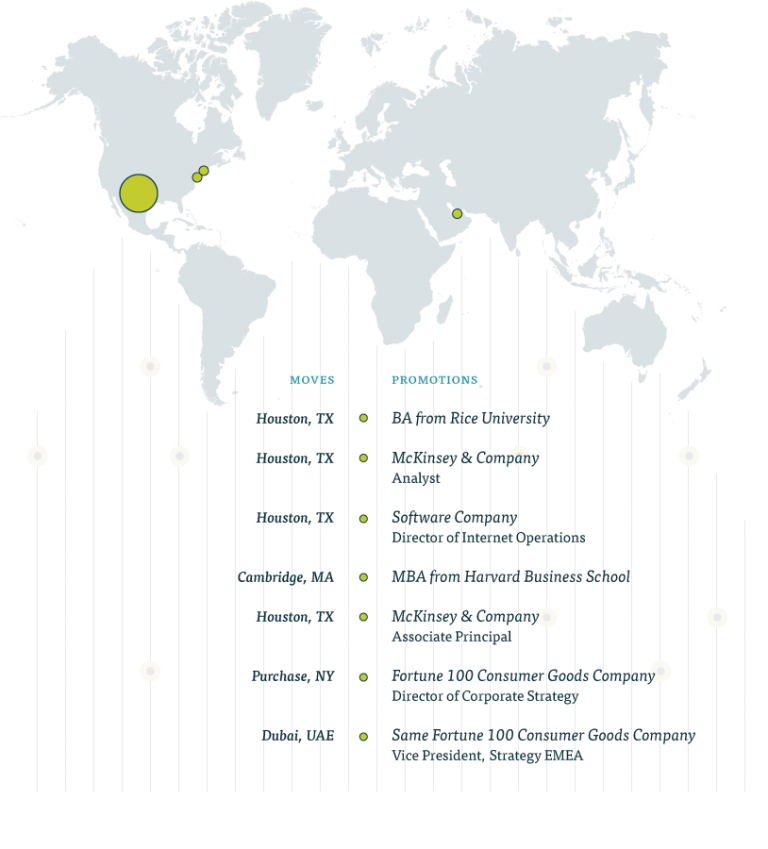 MOVES PROMOTIONS
Houston, TX BA from Rice University
Houston, TX McKinsey & Company
Analyst
Houston, TX Software Company
Director of Internet Operations
Cambridge, MA MBA from Harvard Business School
Houston, TX McKinsey & Company
Associate Principal
Purchase, NY Fortune 100 Consumer Goods Company
Director of Corporate Strategy
Dubai, UAE Same Fortune 100 Consumer Goods Company
Vice President, Strategy EMEA